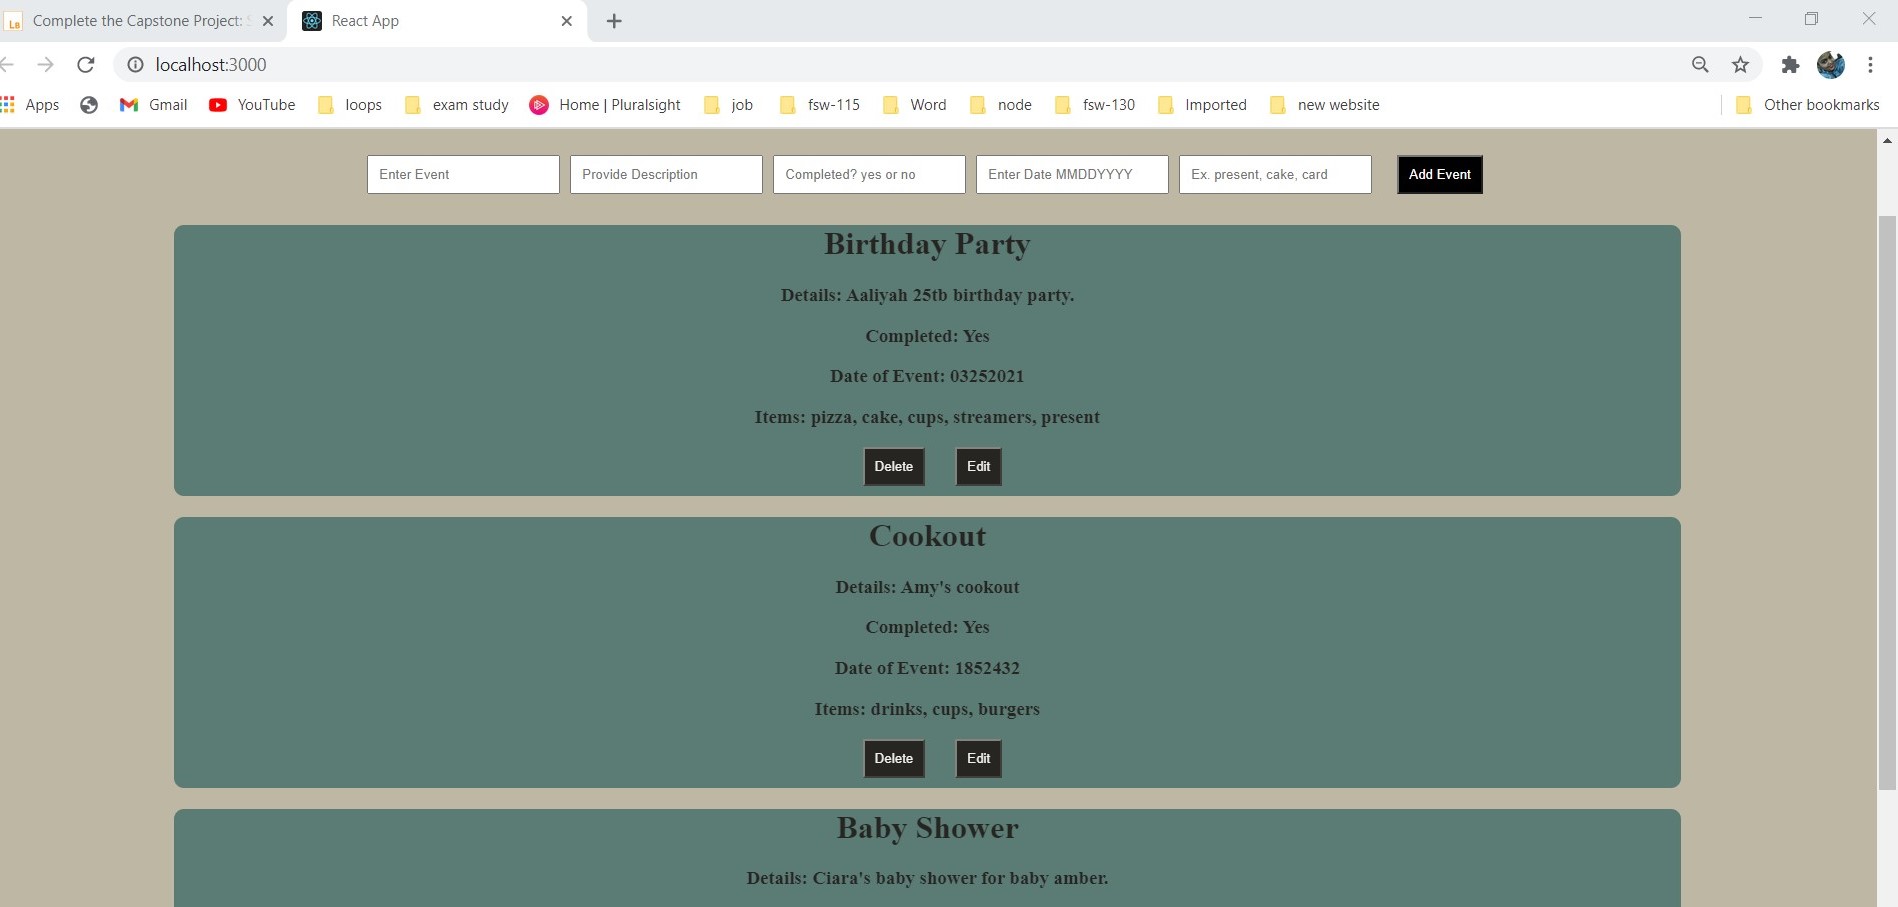 Complete the Capstone Project:
React App
localhost:3000
Apps Gmail YouTube loops exam study Home | Pluralsight job fsw-115 Word node fsw-130 Imported new website Other bookmarks
Enter Event Provide Description Completed? yes or no Enter Date MMDDYYYY Ex. present, cake, card Add Event
Birthday Party
Details: Aaliyah 25tb birthday party.
Completed: Yes
Date of Event: 03252021
Items: pizza, cake, cups, streamers, present
Delete Edit
Cookout
Details: Amy's cookout
Completed: Yes
Date of Event: 1852432
Items: drinks, cups, burgers
Delete Edit
Baby Shower
Details: Ciara's baby shower for baby amber.